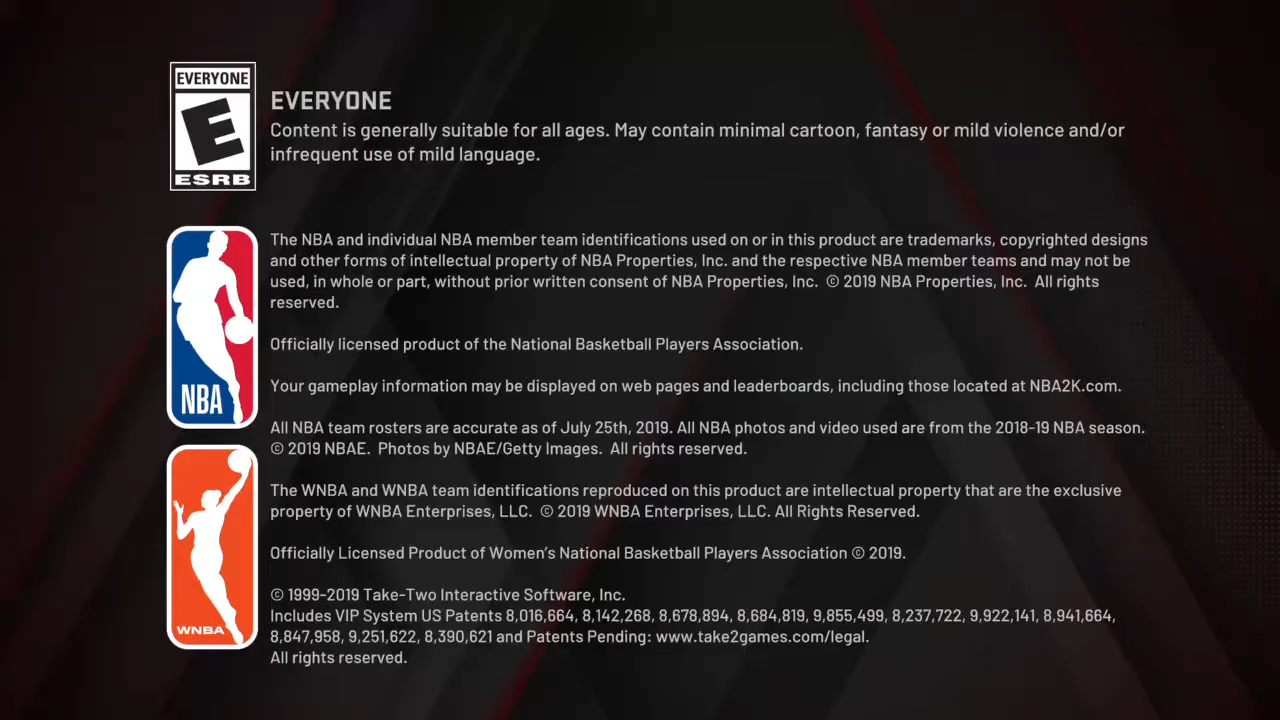 EVERYONE
E
ESRB
EVERYONE
Content is generally suitable for all ages. May contain minimal cartoon, fantasy or mild violence and/or
infrequent use of mild language.
NBA
The NBA and individual NBA member team identifications used on or in this product are trademarks, copyrighted designs
and other forms of intellectual property of NBA Properties, Inc. and the respective NBA member teams and may not be
used, in whole or part, without prior written consent of NBA Properties, Inc. © 2019 NBA Properties, Inc. All rights
reserved.
Officially licensed product of the National Basketball Players Association.
Your gameplay information may be displayed on web pages and leaderboards, including those located at NBA2K.com.
All NBA team rosters are accurate as of July 25th, 2019. All NBA photos and video used are from the 2018-19 NBA season.
© 2019 NBAE. Photos by NBAE/Getty Images. All rights reserved.
WNBA
The WNBA and WNBA team identifications reproduced on this product are intellectual property that are the exclusive
property of WNBA Enterprises, LLC. © 2019 WNBA Enterprises, LLC. All Rights Reserved.
Officially Licensed Product of Women's National Basketball Players Association © 2019.
© 1999-2019 Take-Two Interactive Software, Inc.
Includes VIP System US Patents 8,016,664, 8,142,268, 8,678,894, 8,684,819, 9,855,499, 8,237,722, 9,922,141, 8,941,664,
8,847,958, 9,251,622, 8,390,621 and Patents Pending: www.take2games.com/legal.
All rights reserved.